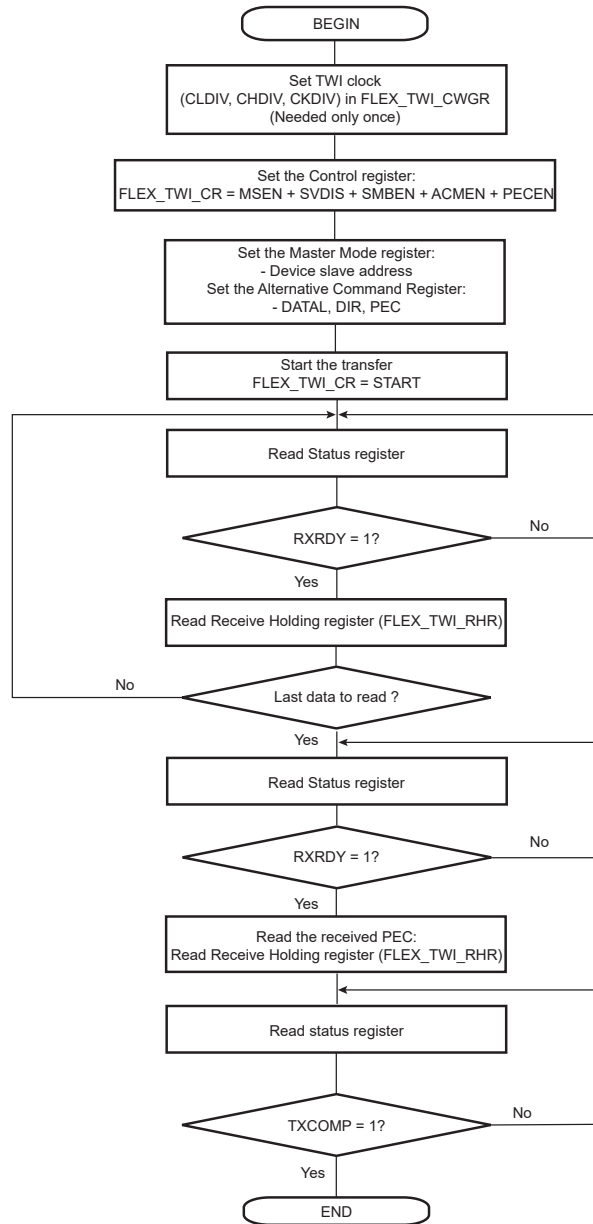 BEGIN
Set TWI clock
(CLDIV, CHDIV, CKDIV) in FLEX_TWI_CWGR
(Needed only once)
Set the Control register:
FLEX_TWI_CR = MSEN + SVDIS + SMBEN + ACMEN + PECEN
Set the Master Mode register:
- Device slave address
Set the Alternative Command Register:
- DATAL, DIR, PEC
Start the transfer
FLEX_TWI_CR = START
Read Status register
RXRDY = 1?
No
Yes
Read Receive Holding register (FLEX_TWI_RHR)
No
Last data to read ?
Yes
Read Status register
RXRDY = 1?
No
Yes
Read the received PEC:
Read Receive Holding register (FLEX_TWI_RHR)
Read status register
TXCOMP = 1?
No
Yes
END